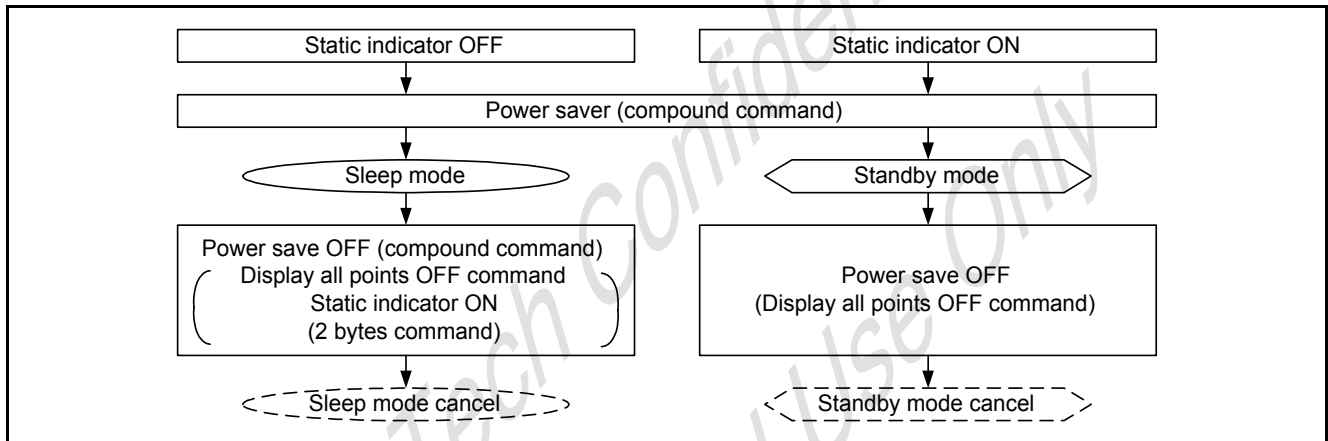 Static indicator OFF
Static indicator ON
Power saver (compound command)
Sleep mode
Standby mode
Power save OFF (compound command)
Display all points OFF command
Static indicator ON
(2 bytes command)
Power save OFF
(Display all points OFF command)
Sleep mode cancel
Standby mode cancel
Tech Confiden
Use Only